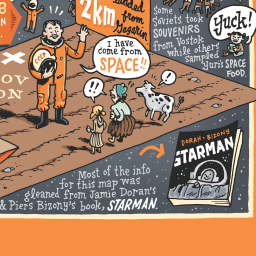 2km
landed
from
Gagarin
Some
Soviets took
SOUVENIRS
from Vostok
while others
sampled
Yuri's SPACE
FOOD.
Yuck!
I have
come from
SPACE!!
!!
!!
DORAN • BIZONY
STARMAN
Most of the info
for this map was
gleaned from Jamie Doran's
& Piers Bizony's book, STARMAN.